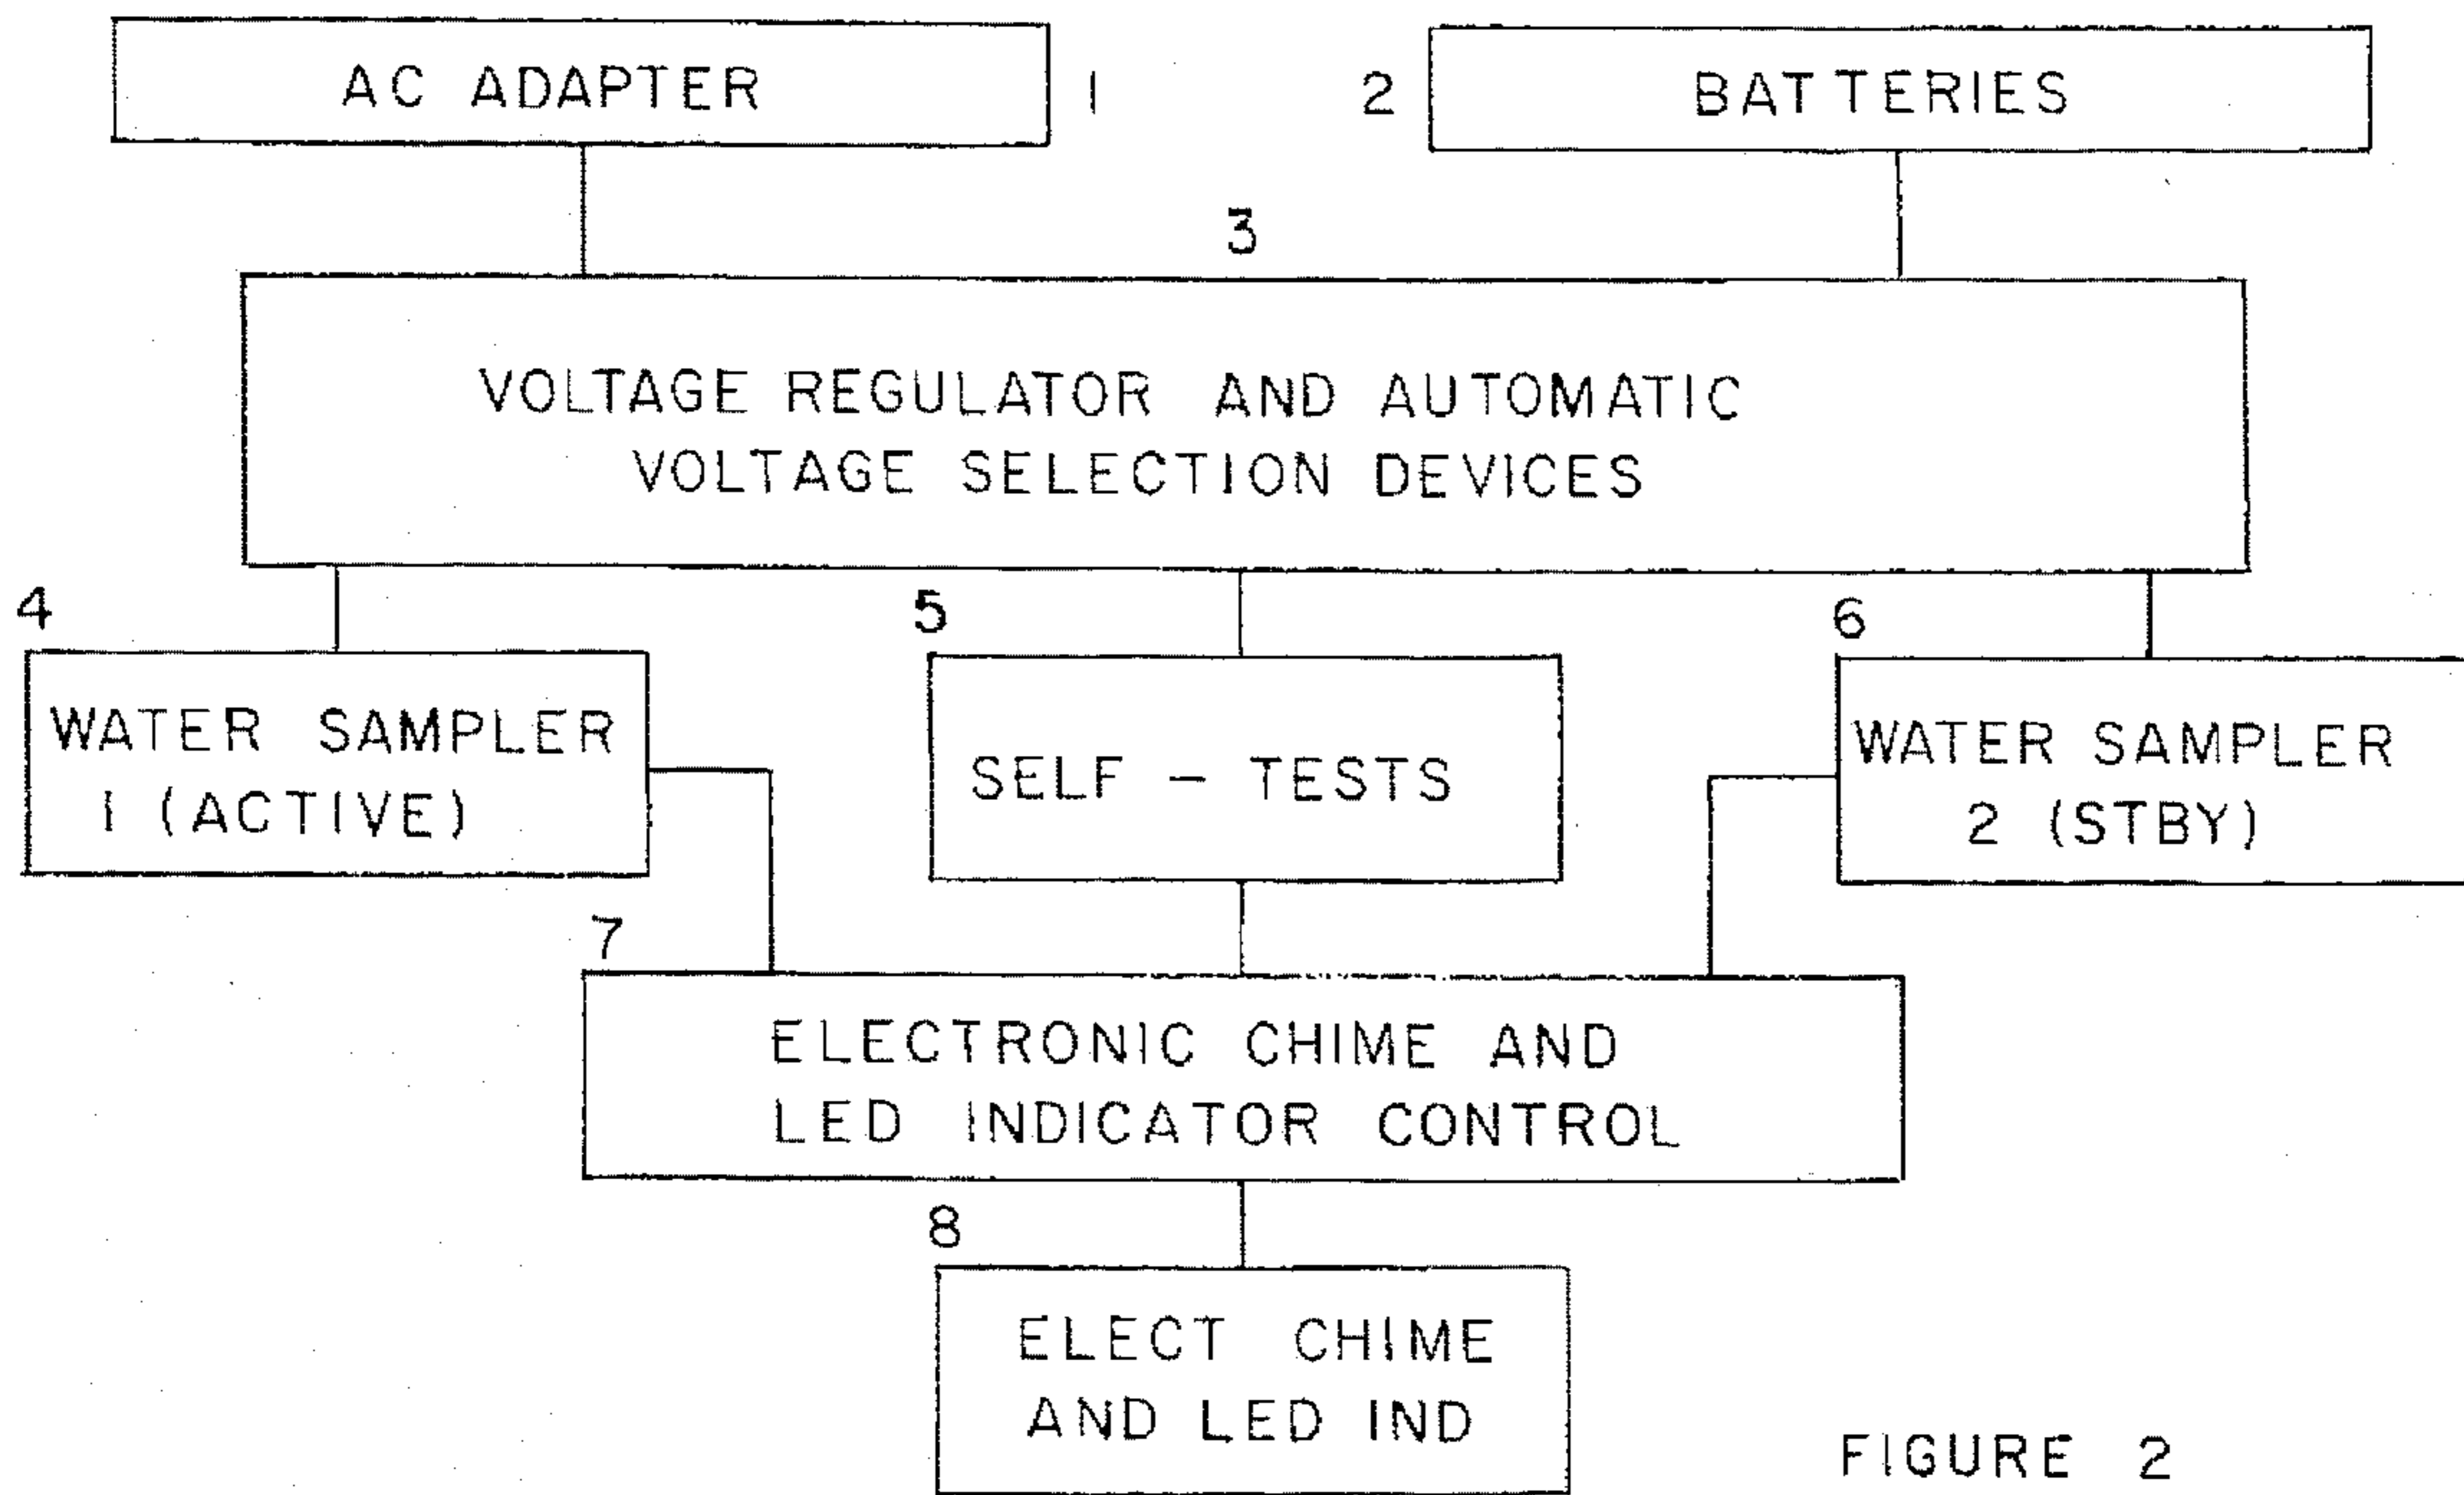 AC ADAPTER
1
2
BATTERIES
3
VOLTAGE REGULATOR AND AUTOMATIC
VOLTAGE SELECTION DEVICES
4
WATER SAMPLER
1 (ACTIVE)
5
SELF - TESTS
6
WATER SAMPLER
2 (STBY)
7
ELECTRONIC CHIME AND
LED INDICATOR CONTROL
8
ELECT CHIME
AND LED IND
FIGURE 2